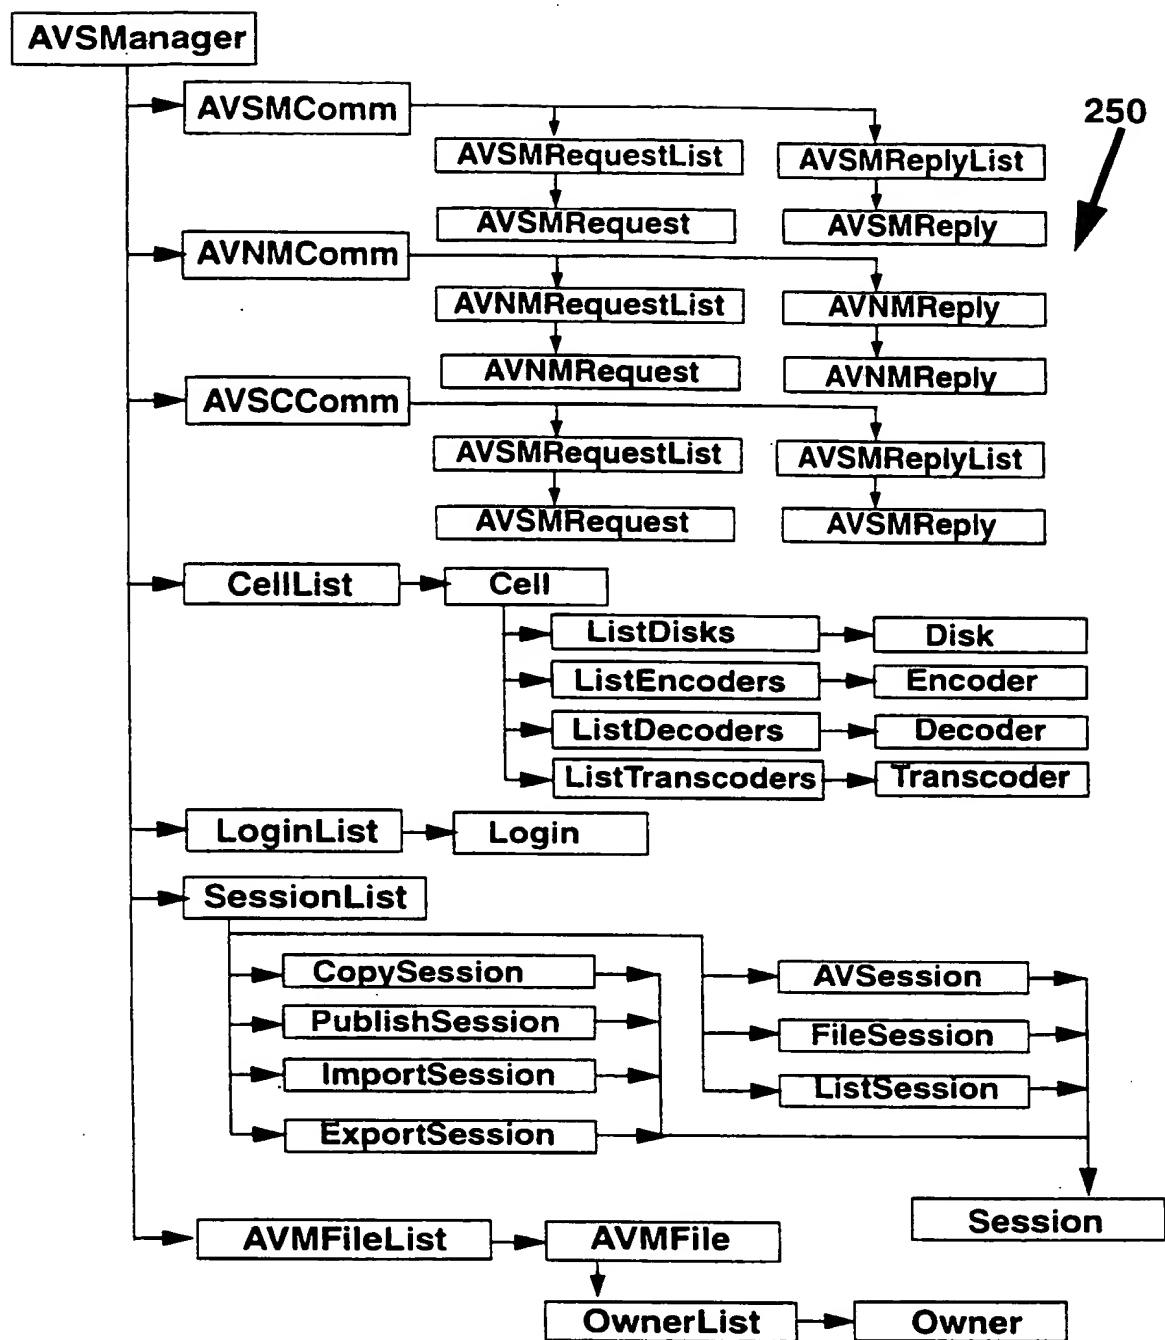 AVSManager
AVSMComm
250
AVSMRequestList
AVSMReplyList
AVSMRequest
AVSMReply
AVNMComm
AVNMRequestList
AVNMReply
AVNMRequest
AVNMReply
AVSCComm
AVSMRequestList
AVSMReplyList
AVSMRequest
AVSMReply
CellList
Cell
ListDisks
Disk
ListEncoders
Encoder
ListDecoders
Decoder
ListTranscoders
Transcoder
LoginList
Login
SessionList
CopySession
AVSession
PublishSession
FileSession
ImportSession
ListSession
ExportSession
Session
AVMFileList
AVMFile
OwnerList
Owner